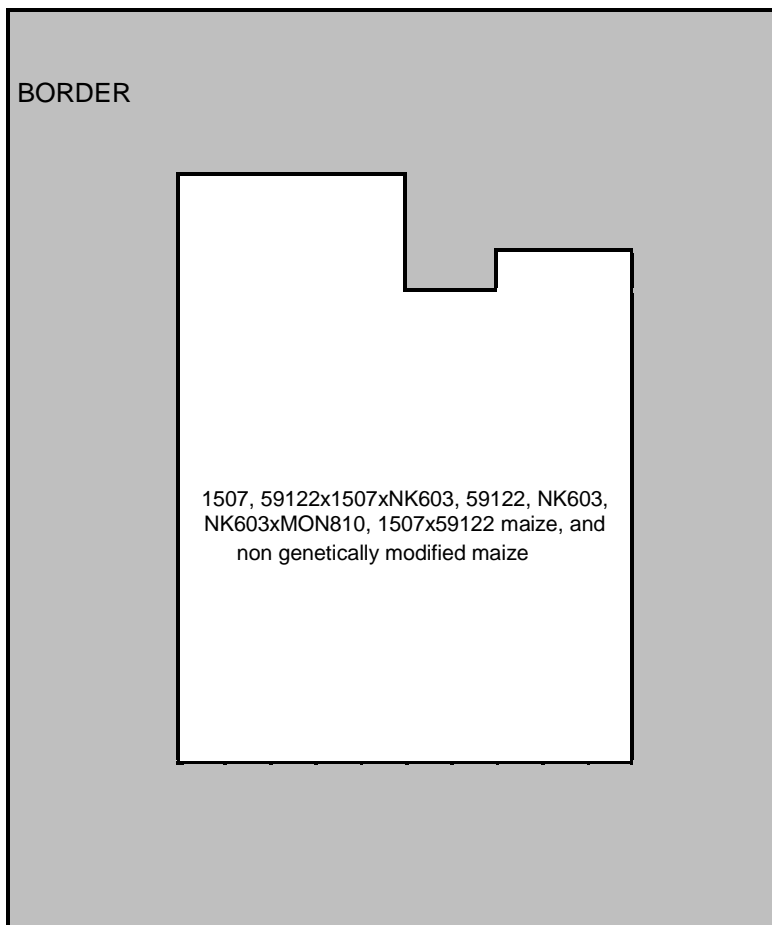 BORDER
1507, 59122x1507xNK603, 59122, NK603,
NK603xMON810, 1507x59122 maize, and
non genetically modified maize